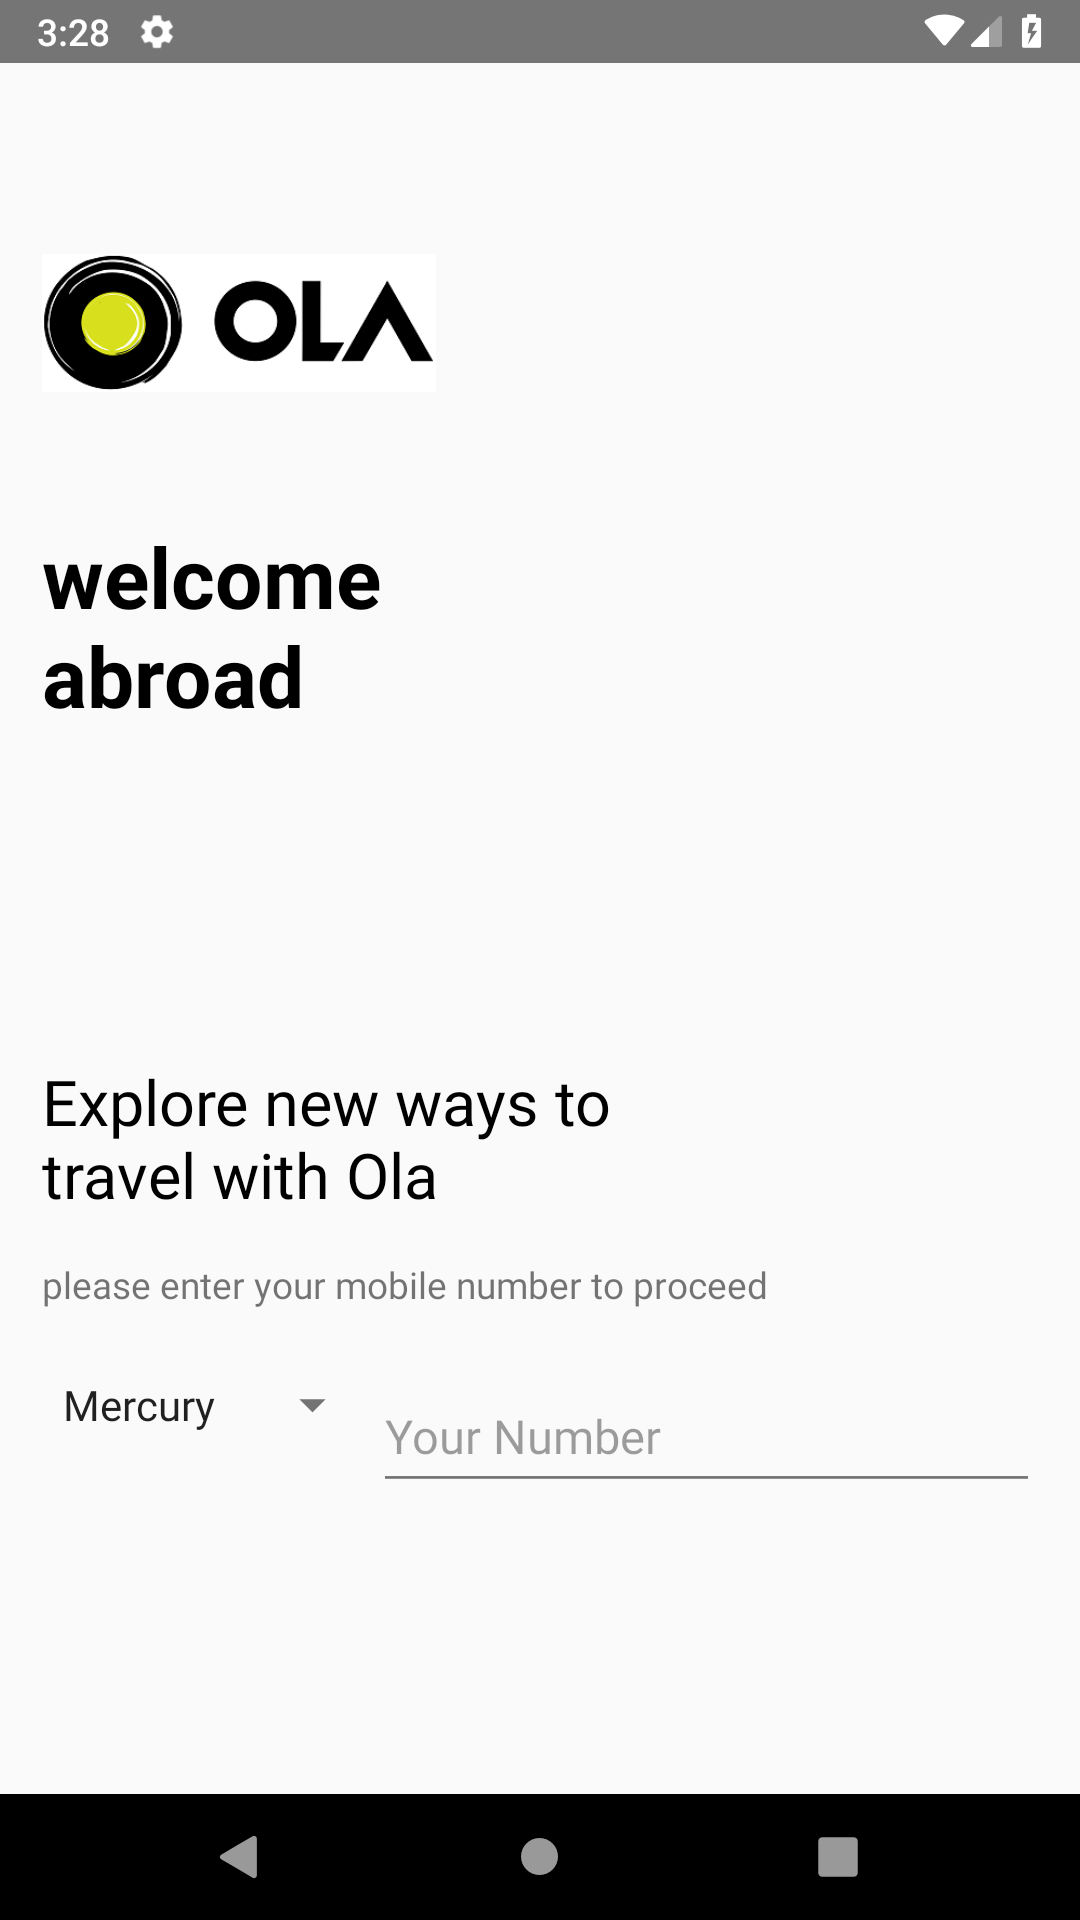 3:28
OLA
welcome
abroad
Explore new ways to
travel with Ola
please enter your mobile number to proceed
Mercury
Your Number